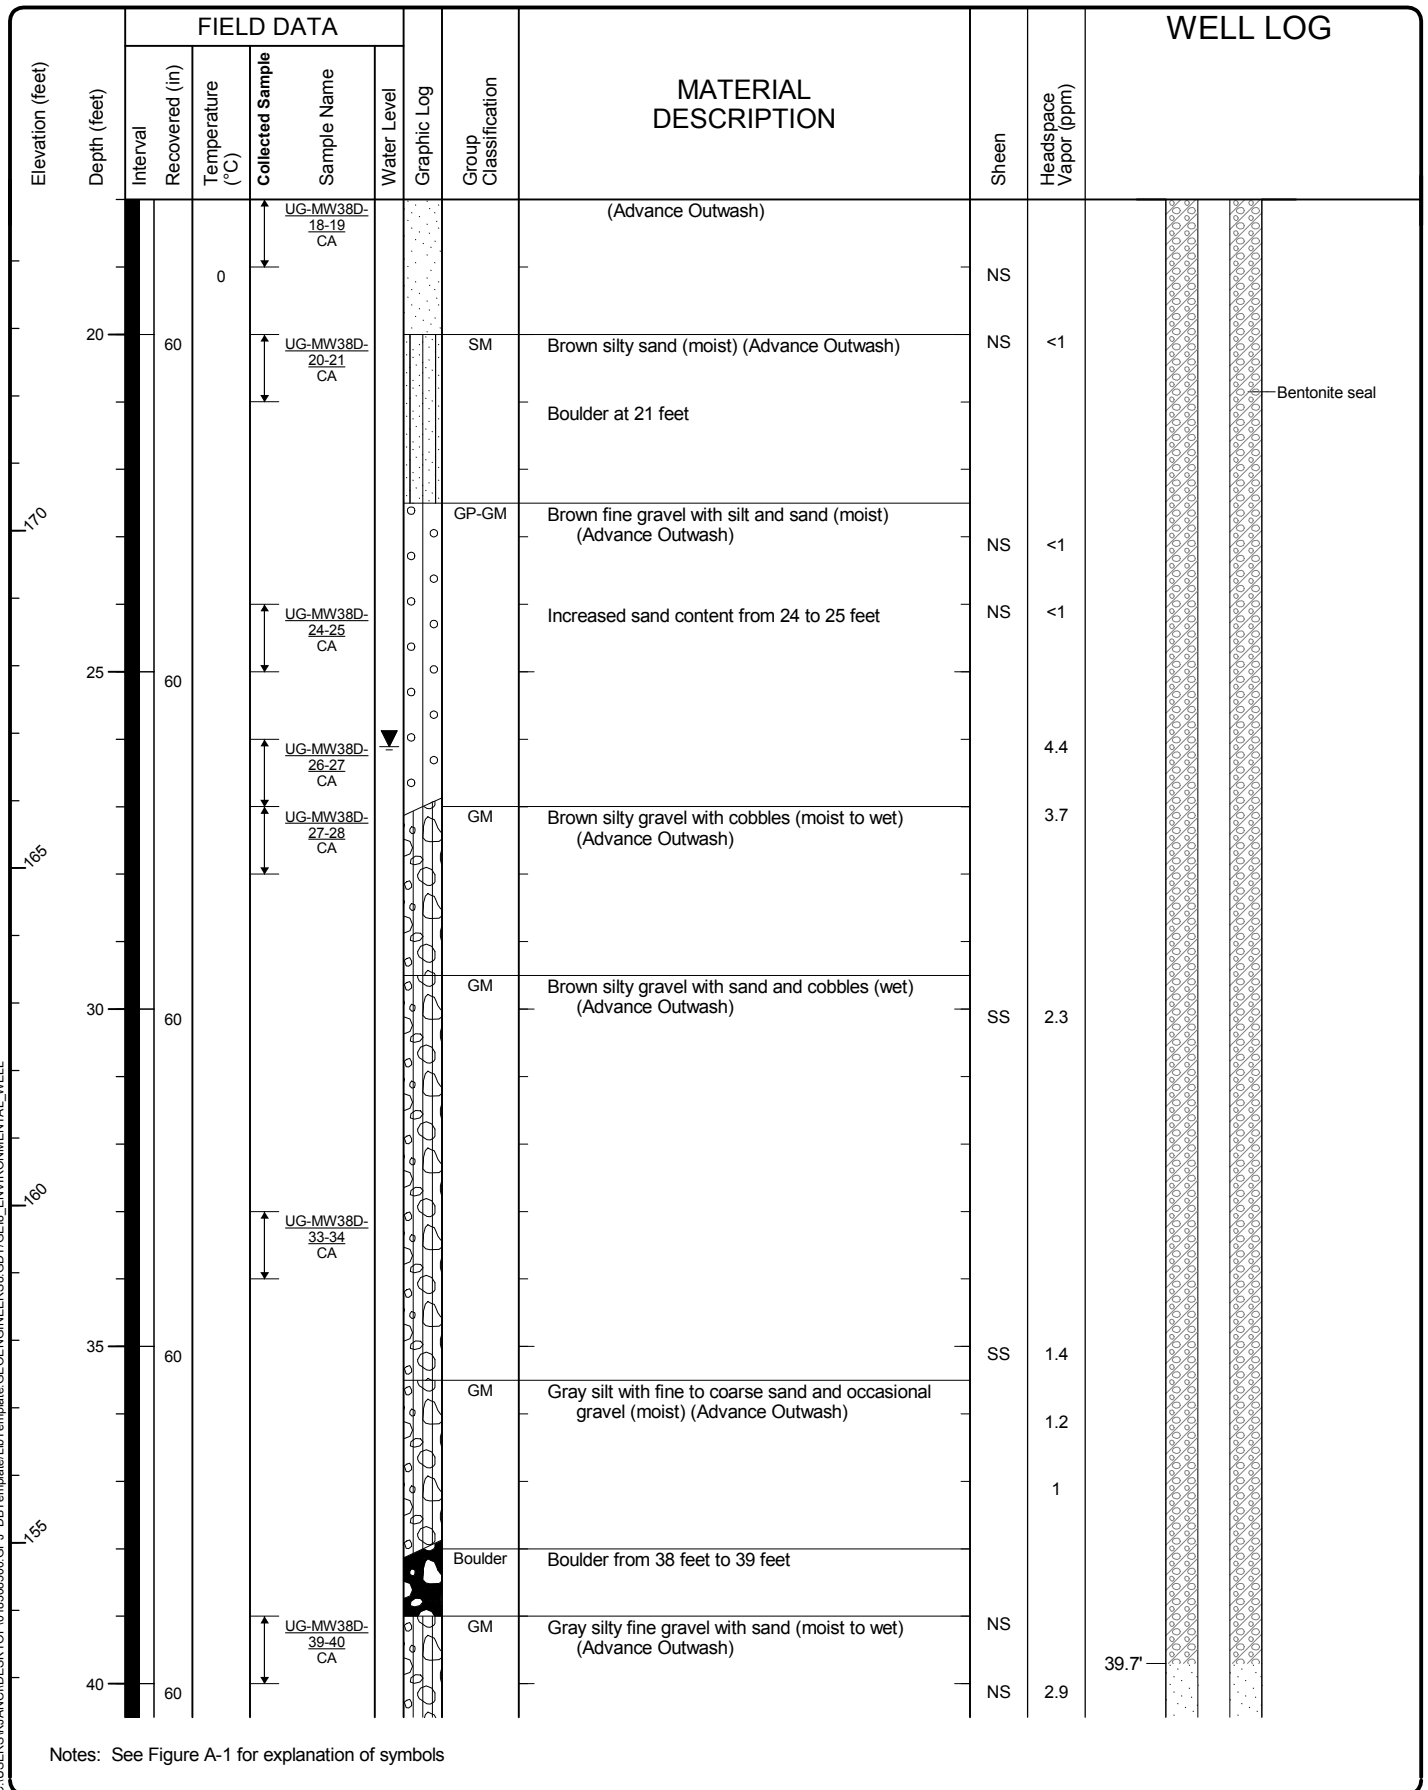 FIELD DATA
WELL LOG
Elevation (feet)
Depth (feet)
Interval
Recovered (in)
Temperature
(°C)
Collected Sample
Sample Name
Water Level
Graphic Log
Group
Classification
MATERIAL
DESCRIPTION
Sheen
Headspace
Vapor (ppm)
UG-MW38D-
18-19
CA
(Advance Outwash)
0
NS
20
60
UG-MW38D-
20-21
CA
SM
Brown silty sand (moist) (Advance Outwash)
NS
<1
Bentonite seal
Boulder at 21 feet
170
GP-GM
Brown fine gravel with silt and sand (moist)
(Advance Outwash)
NS
<1
UG-MW38D-
24-25
CA
Increased sand content from 24 to 25 feet
NS
<1
25
60
UG-MW38D-
26-27
CA
4.4
UG-MW38D-
27-28
CA
GM
Brown silty gravel with cobbles (moist to wet)
(Advance Outwash)
3.7
165
GM
Brown silty gravel with sand and cobbles (wet)
(Advance Outwash)
30
60
SS
2.3
160
UG-MW38D-
33-34
CA
35
60
SS
1.4
GM
Gray silt with fine to coarse sand and occasional
gravel (moist) (Advance Outwash)
1.2
1
155
Boulder
Boulder from 38 feet to 39 feet
UG-MW38D-
39-40
CA
GM
Gray silty fine gravel with sand (moist to wet)
(Advance Outwash)
NS
39.7'
40
60
NS
2.9
Notes: See Figure A-1 for explanation of symbols